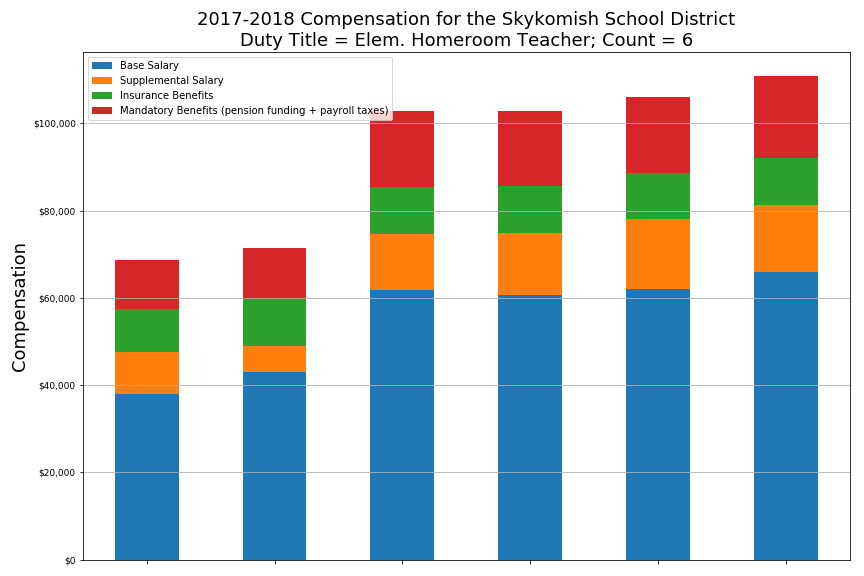 2017-2018 Compensation for the Skykomish School District
Duty Title = Elem. Homeroom Teacher; Count = 6
Base Salary
Supplemental Salary
Insurance Benefits
Mandatory Benefits (pension funding + payroll taxes)
$100,000
$80,000
$60,000
$40,000
$20,000
$0
Compensation